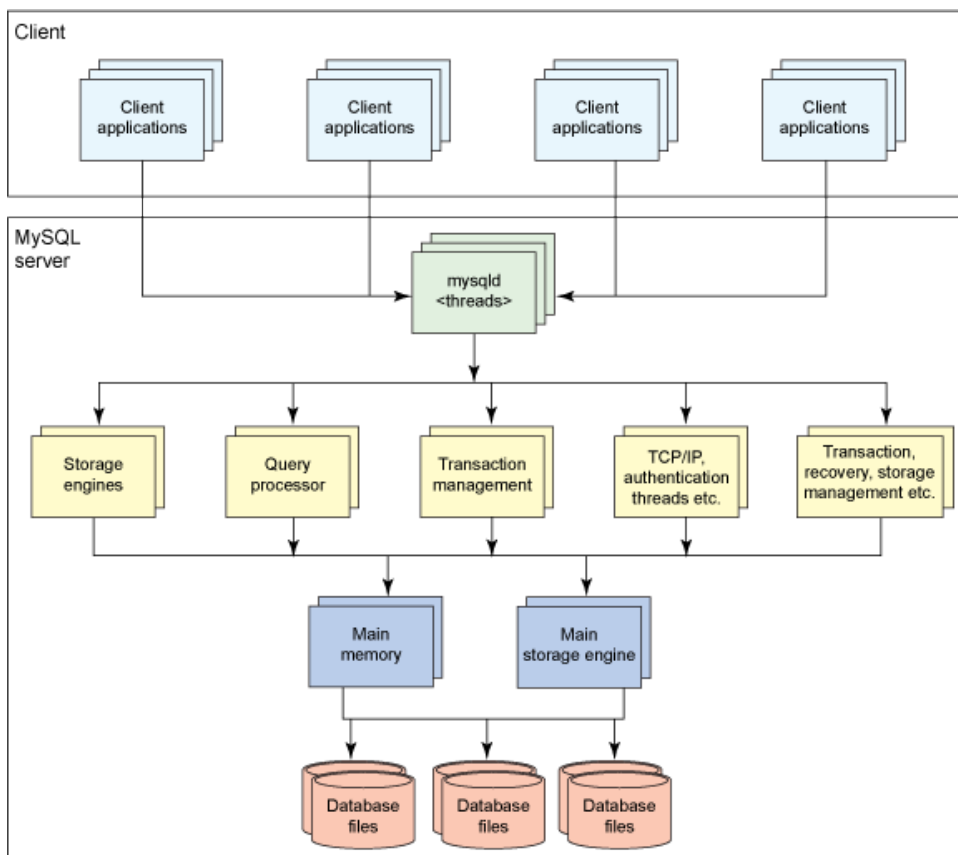 Client
Client
applications
Client
applications
Client
applications
Client
applications
MySQL
server
mysqld
<threads>
Storage
engines
Query
processor
Transaction
management
TCP/IP,
authentication
threads etc.
Transaction,
recovery, storage
management etc.
Main
memory
Main
storage engine
Database
files
Database
files
Database
files